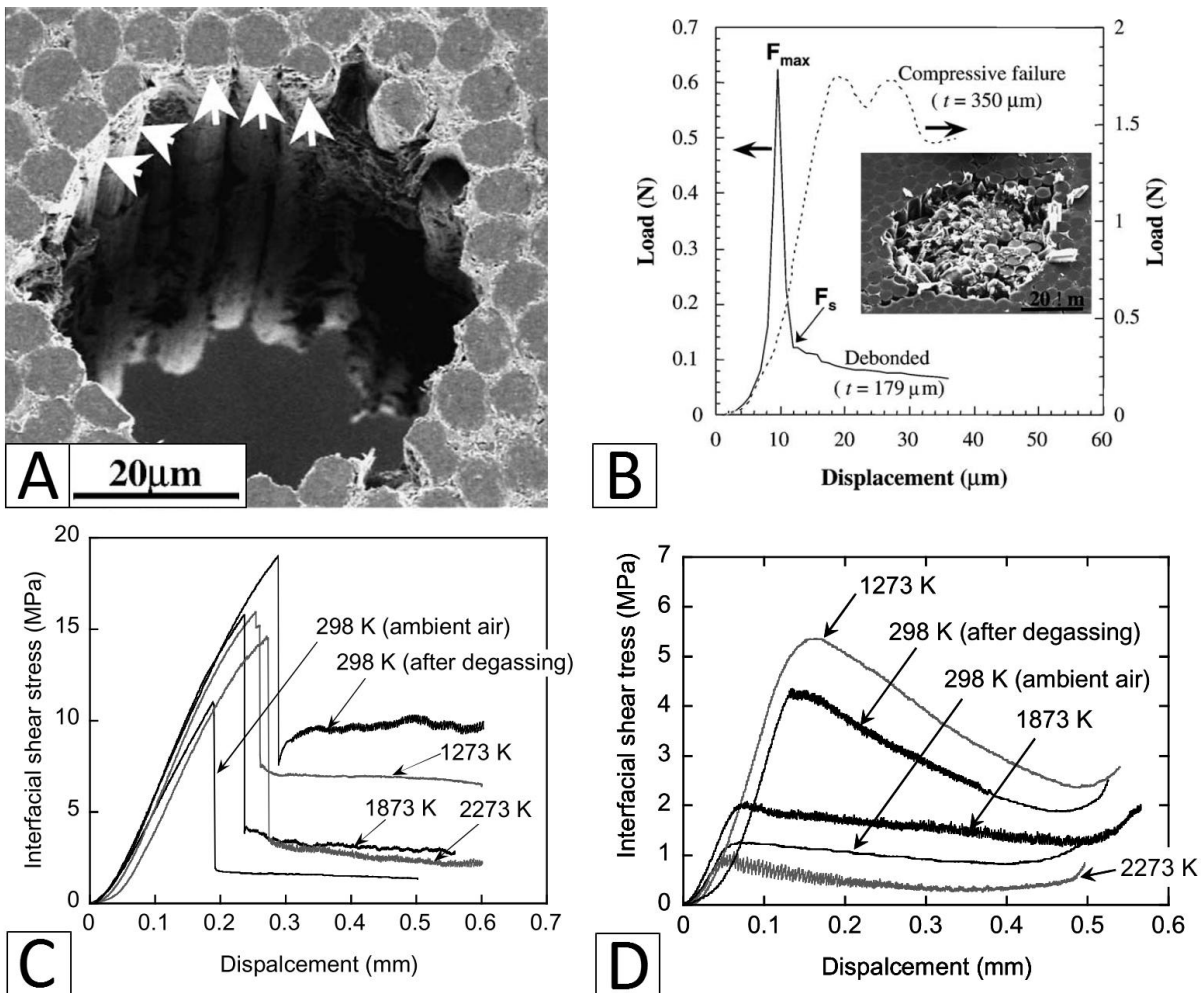 A
20μm
0.7
0.6
0.5
0.4
0.3
0.2
0.1
0
Load (N)
F_max
F_s
Compressive failure
( t = 350 μm)
Debonded
( t = 179 μm)
20 ! m
2
1.5
1
0.5
0
Load (N)
0 10 20 30 40 50 60
Displacement (μm)
B
20
15
10
5
0
Interfacial shear stress (MPa)
298 K (ambient air)
298 K (after degassing)
1273 K
1873 K
2273 K
0 0.1 0.2 0.3 0.4 0.5 0.6 0.7
Dispalcement (mm)
C
7
6
5
4
3
2
1
0
Interfacial shear tress (MPa)
1273 K
298 K (after degassing)
298 K (ambient air)
1873 K
2273 K
0 0.1 0.2 0.3 0.4 0.5 0.6
Dispalcement (mm)
D